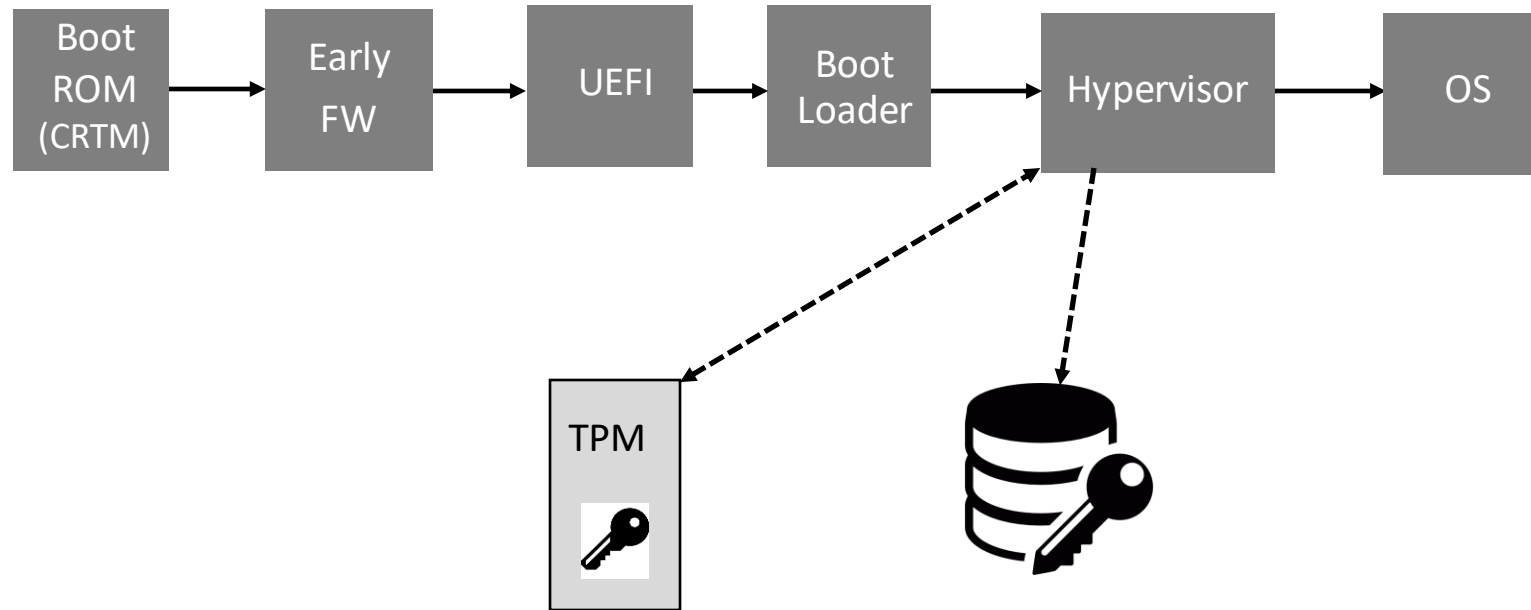 Boot
ROM
(CRTM)
Early
FW
UEFI
Boot
Loader
Hypervisor
OS
TPM